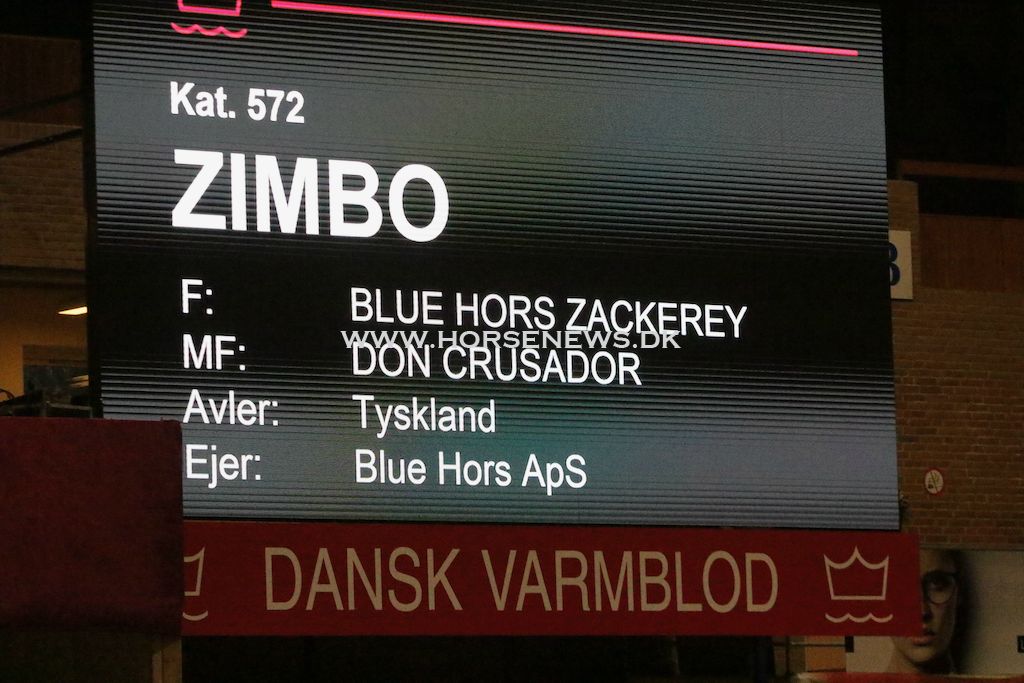 Kat. 572
ZIMBO
F: BLUE HORS ZACKEREY
WWW.HORSENEWS.DK
MF: DON CRUSADOR
Avler: Tyskland
Ejer: Blue Hors ApS
DANSK VARMBLOD